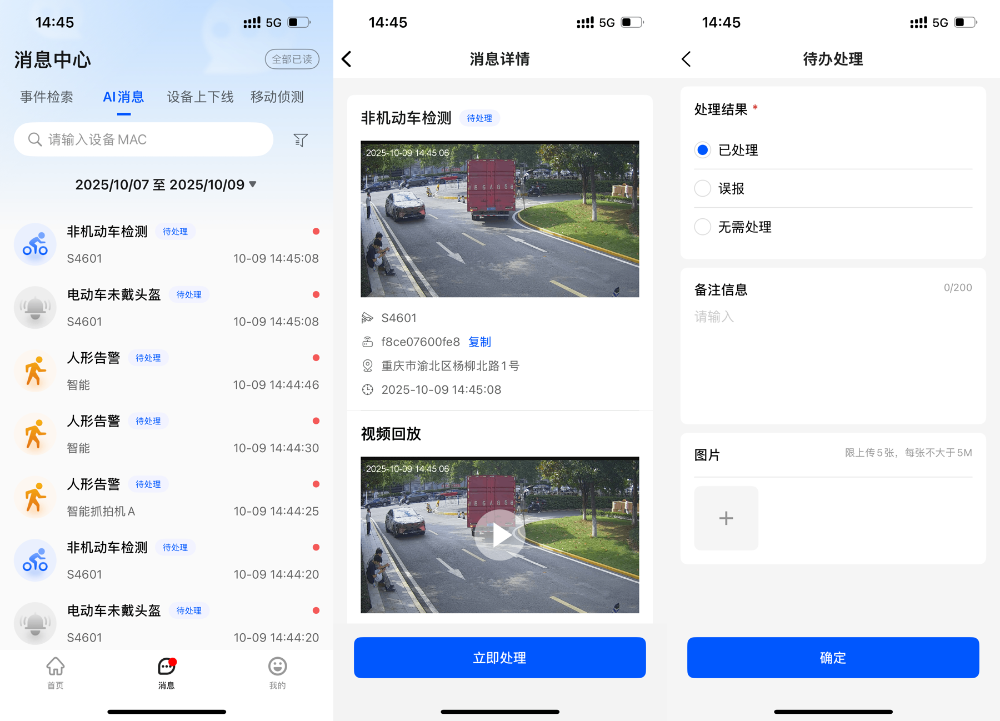 14:45
5G
消息中心
全部已读
事件检索
AI消息
设备上下线
移动侦测
请输入设备MAC
2025/10/07 至 2025/10/09
非机动车检测 待处理
S4601 10-09 14:45:08
电动车未戴头盔 待处理
S4601 10-09 14:45:08
人形告警 待处理
智能 10-09 14:44:46
人形告警 待处理
智能 10-09 14:44:30
人形告警 待处理
智能抓拍机A 10-09 14:44:25
非机动车检测 待处理
S4601 10-09 14:44:20
电动车未戴头盔 待处理
S4601 10-09 14:44:20
首页
消息
我的
14:45
5G
消息详情
非机动车检测 待处理
2025-10-09 14:45:06
S4601
f8ce07600fe8 复制
重庆市渝北区杨柳北路1号
2025-10-09 14:45:08
视频回放
2025-10-09 14:45:06
立即处理
14:45
5G
待办处理
处理结果 *
已处理
误报
无需处理
备注信息 0/200
请输入
图片 限上传5张，每张不大于5M
确定